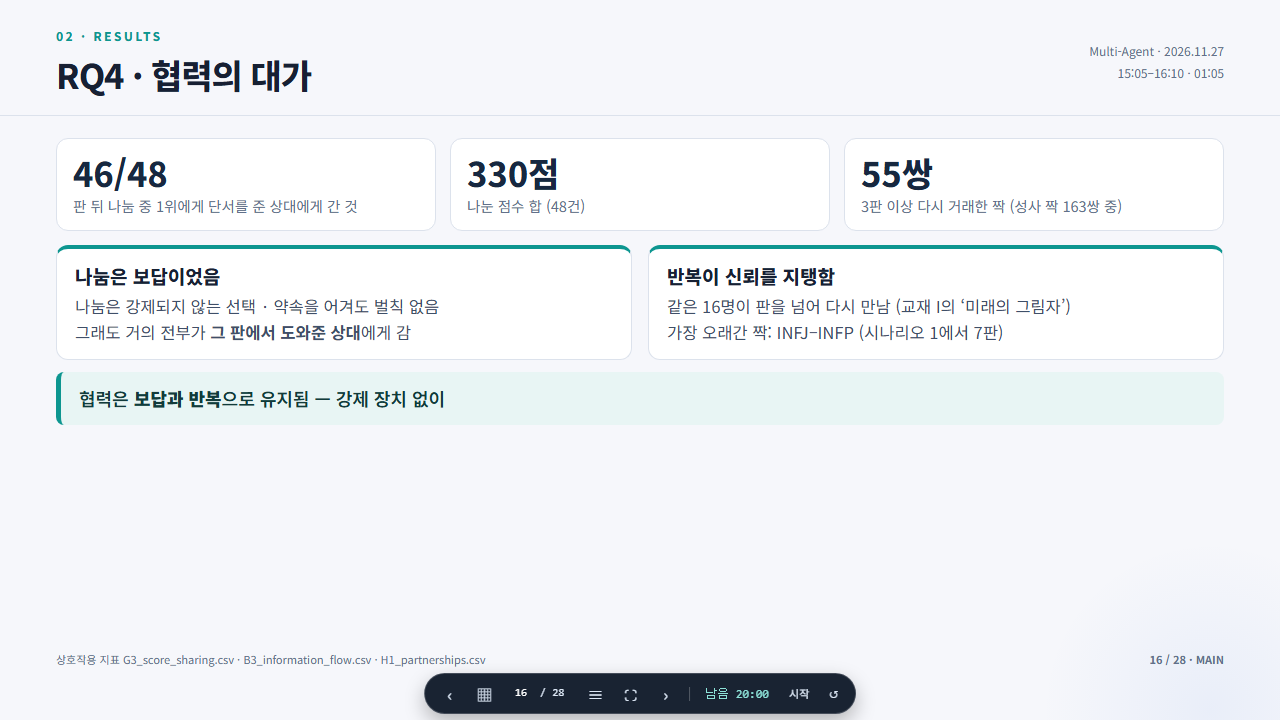 02 · RESULTS
RQ4 · 협력의 대가
Multi-Agent · 2026.11.27
15:05–16:10 · 01:05
46/48
판 뒤 나눔 중 1위에게 단서를 준 상대에게 간 것
330점
나눈 점수 합 (48건)
55쌍
3판 이상 다시 거래한 짝 (성사 짝 163쌍 중)
나눔은 보답이었음
나눔은 강제되지 않는 선택 · 약속을 어겨도 벌칙 없음
그래도 거의 전부가 그 판에서 도와준 상대에게 감
반복이 신뢰를 지탱함
같은 16명이 판을 넘어 다시 만남 (교재 I의 ‘미래의 그림자’)
가장 오래간 짝: INFJ–INFP (시나리오 1에서 7판)
협력은 보답과 반복으로 유지됨 — 강제 장치 없이
상호작용 지표 G3_score_sharing.csv · B3_information_flow.csv · H1_partnerships.csv
16 / 28 · MAIN
‹ 16 / 28 › 남음 20:00 시작 ↺